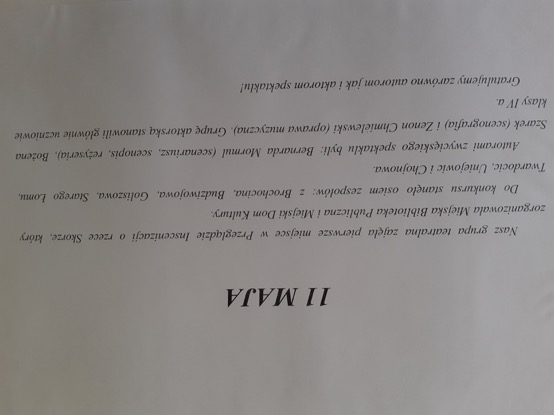 11 MAJA
Nasz grupa teatralna zajęła pierwsze miejsce w Przeglądzie Inscenizacji o rzece Skorze, który
zorganizowała Miejska Biblioteka Publiczna i Miejski Dom Kultury.
Do konkursu stanęło osiem zespołów: z Brochocina, Budziwojowa, Goliszowa, Starego Łomu,
Twardocic, Uniejowic i Chojnowa.
Autorami zwycięskiego spektaklu byli: Bernarda Mormul (scenariusz, scenopis, reżyseria), Bożena
Szarek (scenografia) i Zenon Chmielewski (oprawa muzyczna). Grupę aktorską stanowili głównie uczniowie
klasy IV a.
Gratulujemy zarówno autorom jak i aktorom spektaklu!